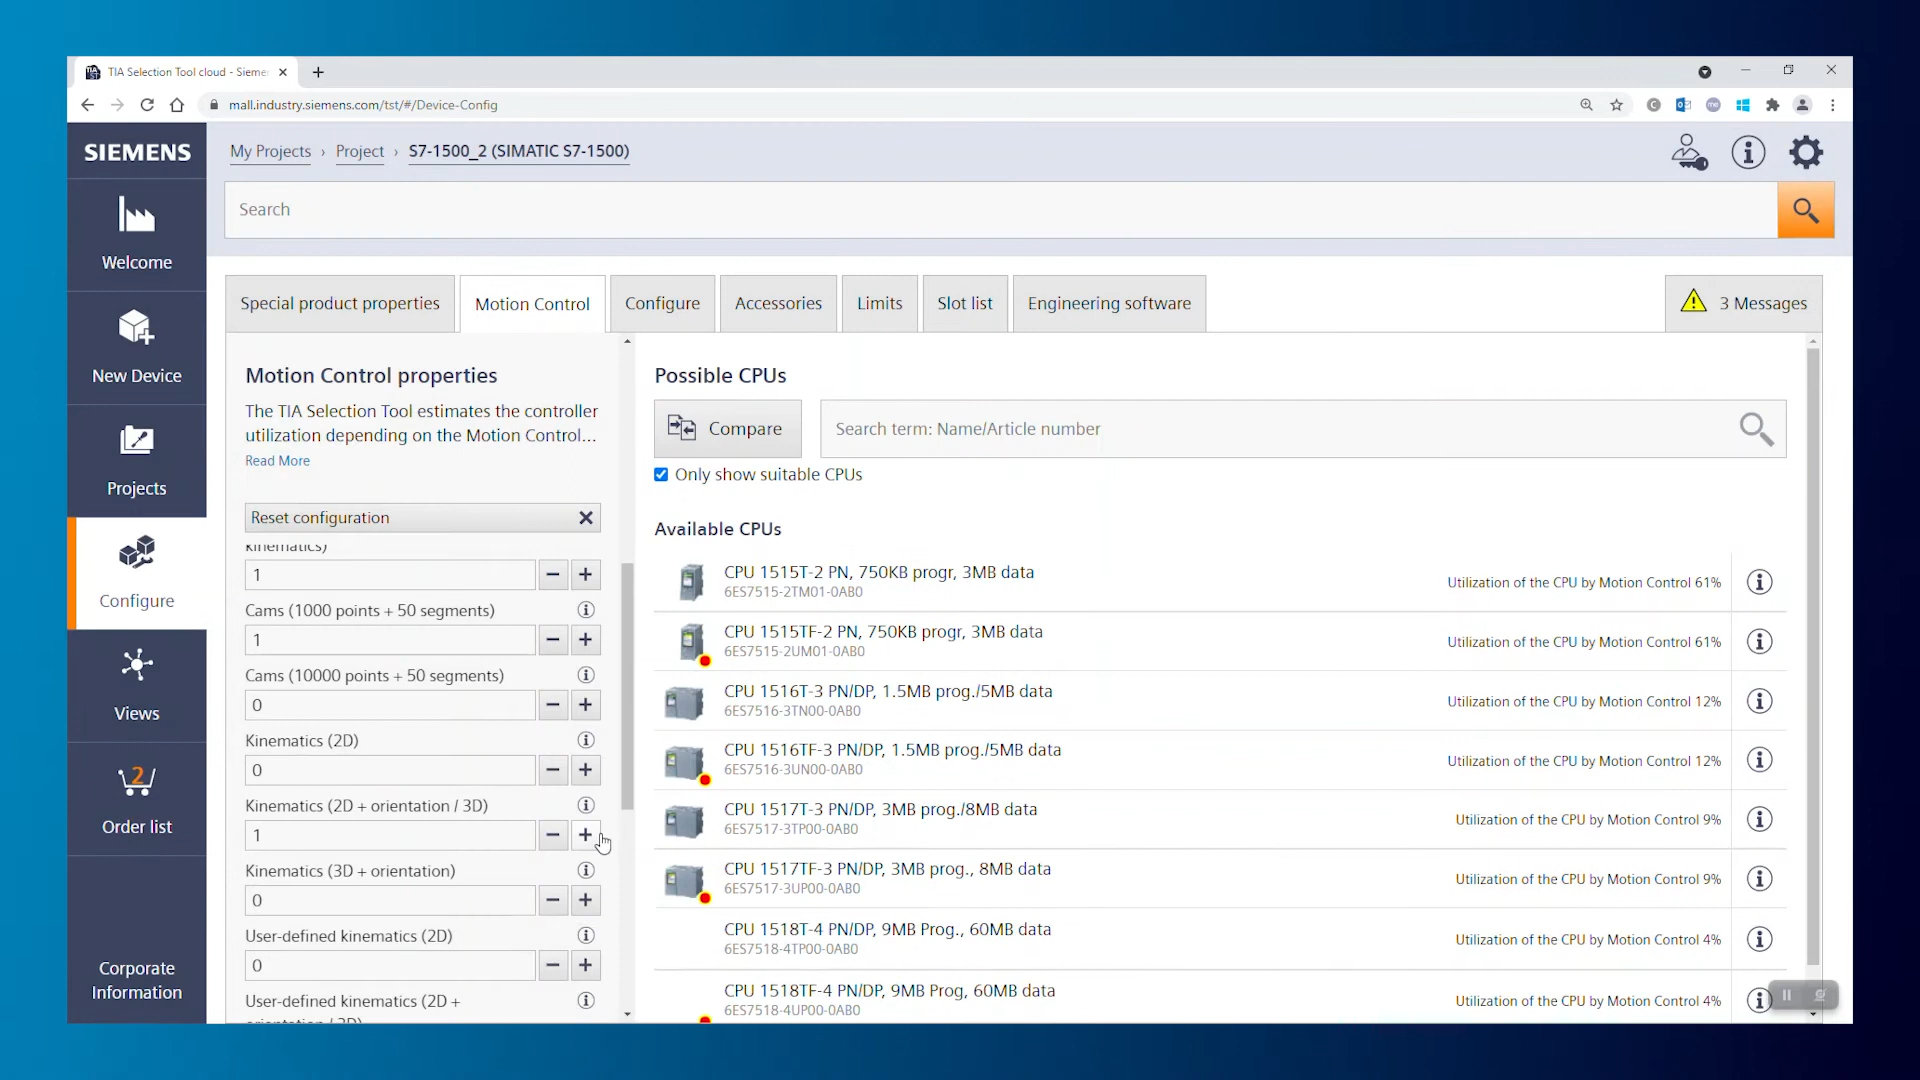 TIA Selection Tool cloud - Sieme
mall.industry.siemens.com/tst/#/Device-Config
SIEMENS
My Projects › Project › S7-1500_2 (SIMATIC S7-1500)
Search
Welcome
New Device
Projects
Configure
Views
2
Order list
Corporate
Information
Special product properties
Motion Control
Configure
Accessories
Limits
Slot list
Engineering software
3 Messages
Motion Control properties
The TIA Selection Tool estimates the controller
utilization depending on the Motion Control...
Read More
Reset configuration
kinematics)
1
Cams (1000 points + 50 segments)
1
Cams (10000 points + 50 segments)
0
Kinematics (2D)
0
Kinematics (2D + orientation / 3D)
1
Kinematics (3D + orientation)
0
User-defined kinematics (2D)
0
User-defined kinematics (2D +
orientation / 3D)
Possible CPUs
Compare
Search term: Name/Article number
Only show suitable CPUs
Available CPUs
CPU 1515T-2 PN, 750KB progr, 3MB data
6ES7515-2TM01-0AB0
Utilization of the CPU by Motion Control 61%
CPU 1515TF-2 PN, 750KB progr, 3MB data
6ES7515-2UM01-0AB0
Utilization of the CPU by Motion Control 61%
CPU 1516T-3 PN/DP, 1.5MB prog./5MB data
6ES7516-3TN00-0AB0
Utilization of the CPU by Motion Control 12%
CPU 1516TF-3 PN/DP, 1.5MB prog./5MB data
6ES7516-3UN00-0AB0
Utilization of the CPU by Motion Control 12%
CPU 1517T-3 PN/DP, 3MB prog./8MB data
6ES7517-3TP00-0AB0
Utilization of the CPU by Motion Control 9%
CPU 1517TF-3 PN/DP, 3MB prog., 8MB data
6ES7517-3UP00-0AB0
Utilization of the CPU by Motion Control 9%
CPU 1518T-4 PN/DP, 9MB Prog., 60MB data
6ES7518-4TP00-0AB0
Utilization of the CPU by Motion Control 4%
CPU 1518TF-4 PN/DP, 9MB Prog, 60MB data
6ES7518-4UP00-0AB0
Utilization of the CPU by Motion Control 4%